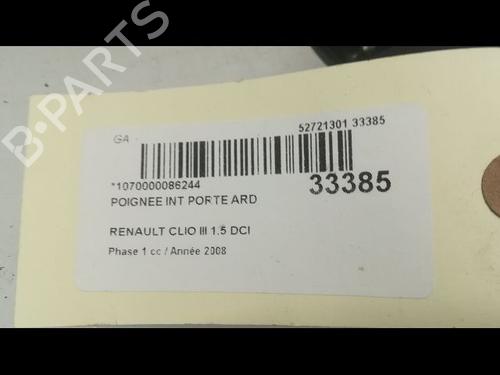 B-PARTS
GA
52721301 33385
*1070000086244
33385
POIGNEE INT PORTE ARD
RENAULT CLIO III 1.5 DCI
Phase 1 cc / Année 2008